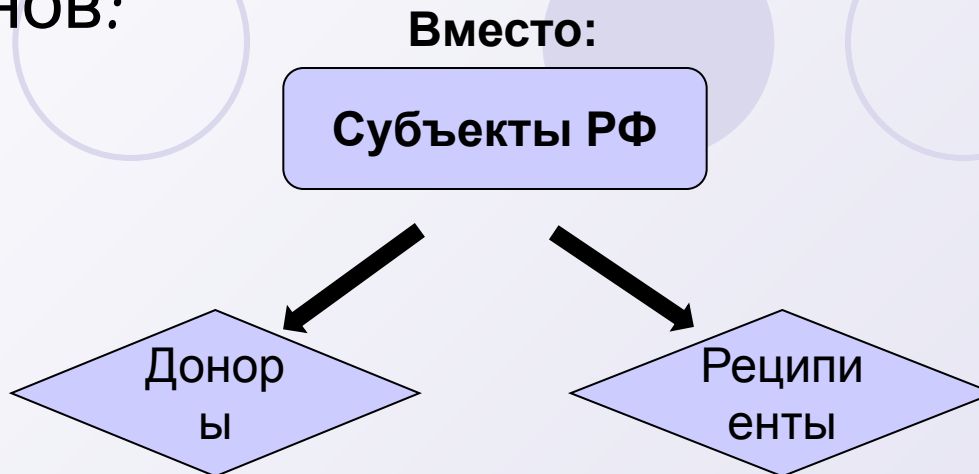 нов:
Вместо:
Субъекты РФ
Донор
ы
Реципи
енты